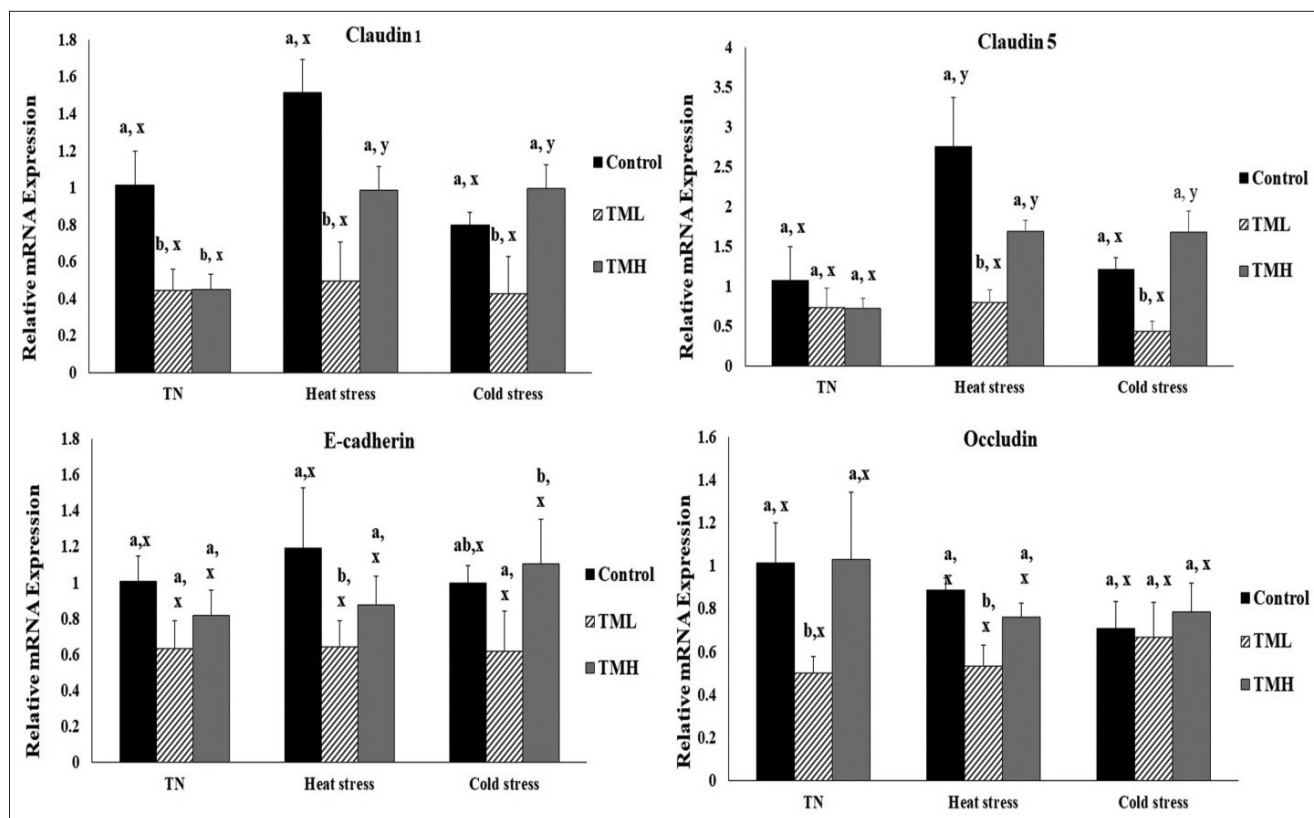 Claudin 1
Relative mRNA Expression
1.8
1.6
1.4
1.2
1
0.8
0.6
0.4
0.2
0
a, x
b, x
b, x
a, x
b, x
a, y
a, x
b, x
a, y
TN
Heat stress
Cold stress
Control
TML
TMH
Claudin 5
Relative mRNA Expression
4
3.5
3
2.5
2
1.5
1
0.5
0
a, x
a, x
a, x
a, y
b, x
a, y
a, x
b, x
a, y
TN
Heat stress
Cold stress
Control
TML
TMH
E-cadherin
Relative mRNA Expression
1.8
1.6
1.4
1.2
1
0.8
0.6
0.4
0.2
0
a,x
a,
x
a,
x
a,x
b,
x
a,
x
ab,x
a,
x
b,
x
TN
Heat stress
Cold stress
Control
TML
TMH
Occludin
Relative mRNA Expression
1.6
1.4
1.2
1
0.8
0.6
0.4
0.2
0
a, x
b,x
a,x
a,
x
b,
x
a,
x
a, x
a, x
a, x
TN
Heat stress
Cold stress
Control
TML
TMH